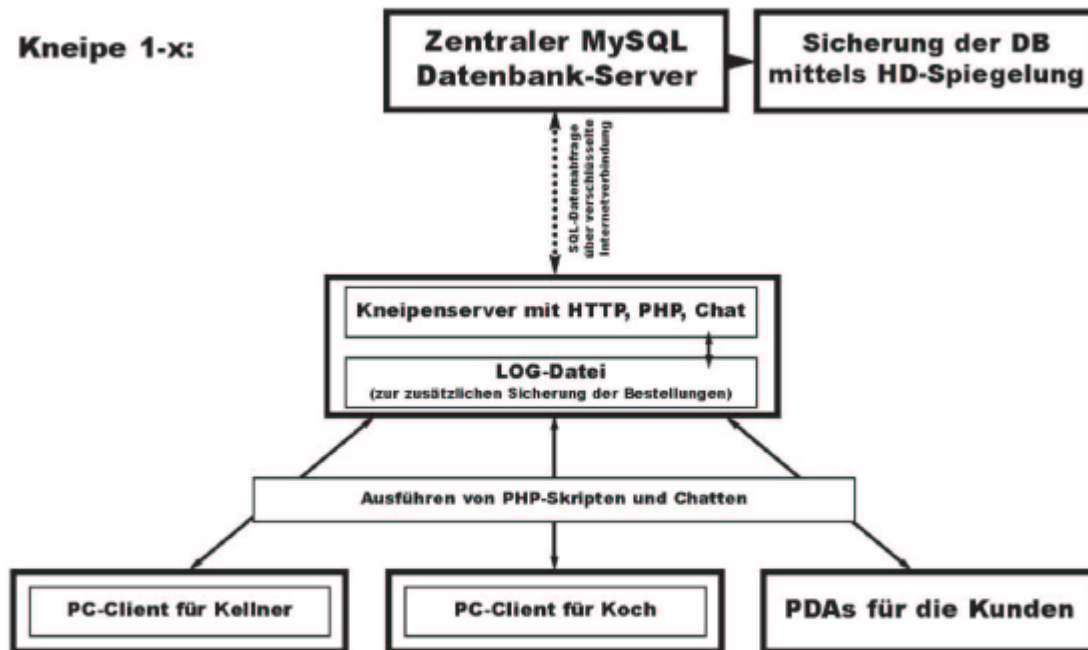 Kneipe 1-x:
Zentraler MySQL
Datenbank-Server
Sicherung der DB
mittels HD-Spiegelung
SQL-Datenabfrage
über verschlüsselte
Internetverbindung
Kneipenserver mit HTTP, PHP, Chat
LOG-Datei
(zur zusätzlichen Sicherung der Bestellungen)
Ausführen von PHP-Skripten und Chatten
PC-Client für Kellner
PC-Client für Koch
PDAs für die Kunden